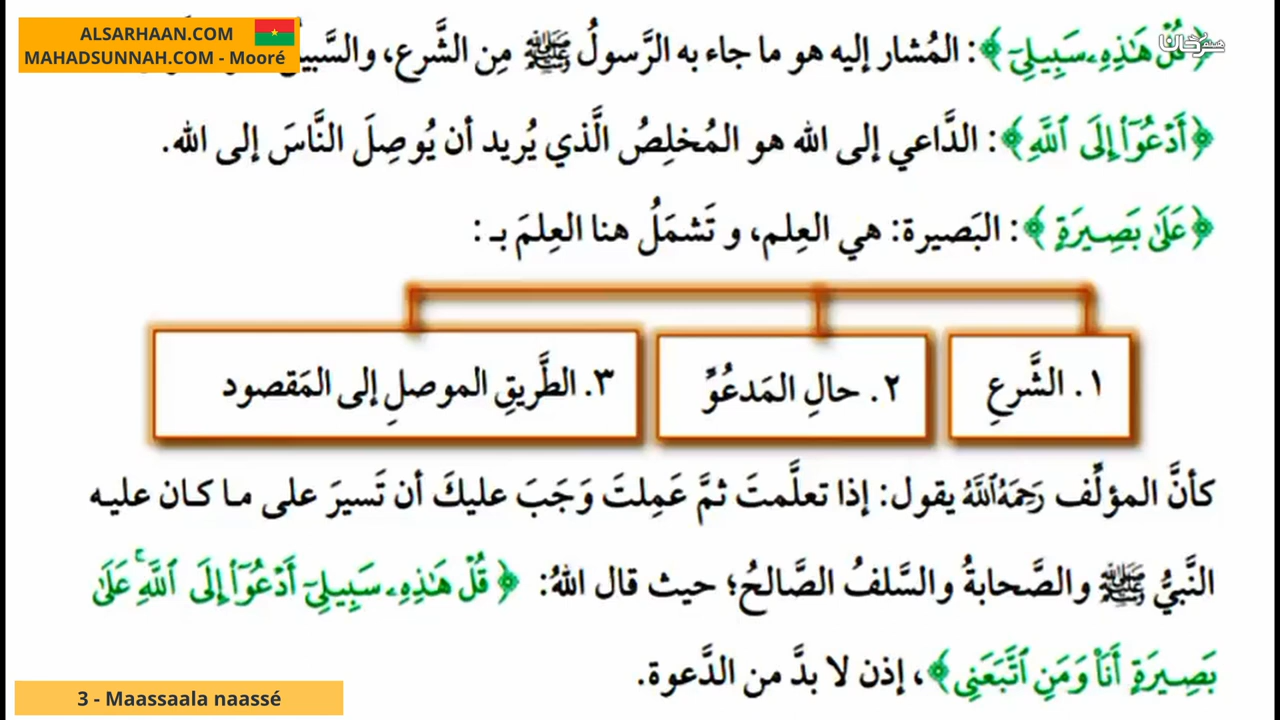 ALSARHAAN.COM
MAHADSUNNAH.COM - Mooré
﴿قُلْ هَٰذِهِۦ سَبِيلِيٓ﴾: المُشار إليه هو ما جاء به الرَّسولُ ﷺ مِن الشَّرع، والسَّبيلُ
﴿أَدْعُوٓاْ إِلَى ٱللَّهِ﴾: الدَّاعي إلى الله هو المُخلِصُ الَّذي يُريد أن يُوصِلَ النَّاسَ إلى الله.
﴿عَلَىٰ بَصِيرَةٍ﴾: البَصيرة: هي العِلم، و تَشمَلُ هنا العِلمَ بـ :
١. الشَّرعِ
٢. حالِ المَدعُوِّ
٣. الطَّريقِ الموصلِ إلى المَقصود
كأنَّ المؤلِّف رَحِمَهُ ٱللَّهُ يقول: إذا تعلَّمتَ ثمَّ عَمِلتَ وَجَبَ عليكَ أن تَسيرَ على ما كان عليه
النَّبيُّ ﷺ والصَّحابةُ والسَّلفُ الصَّالحُ؛ حيث قال اللهُ: ﴿قُلْ هَٰذِهِۦ سَبِيلِيٓ أَدْعُوٓاْ إِلَى ٱللَّهِۚ عَلَىٰ
بَصِيرَةٍ أَنَا۠ وَمَنِ ٱتَّبَعَنِى﴾، إذن لا بدَّ من الدَّعوة.
3 - Maassaala naassé